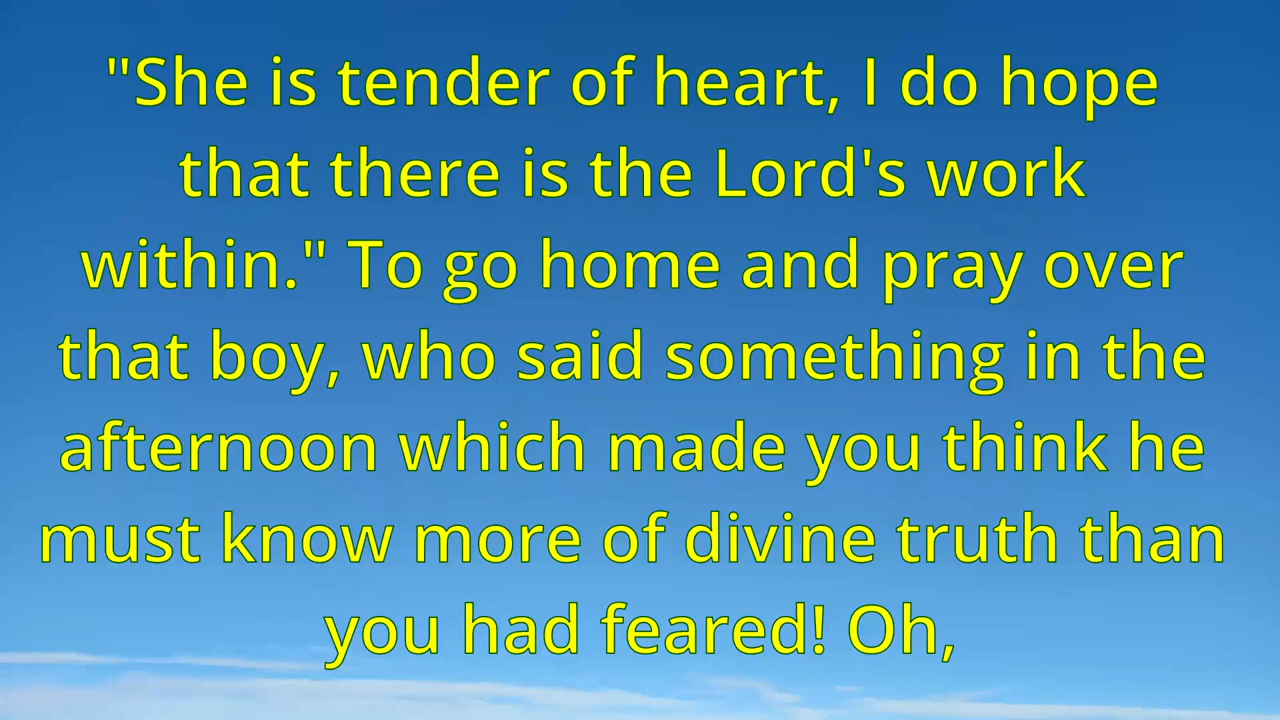 "She is tender of heart, I do hope
that there is the Lord's work
within." To go home and pray over
that boy, who said something in the
afternoon which made you think he
must know more of divine truth than
you had feared! Oh,